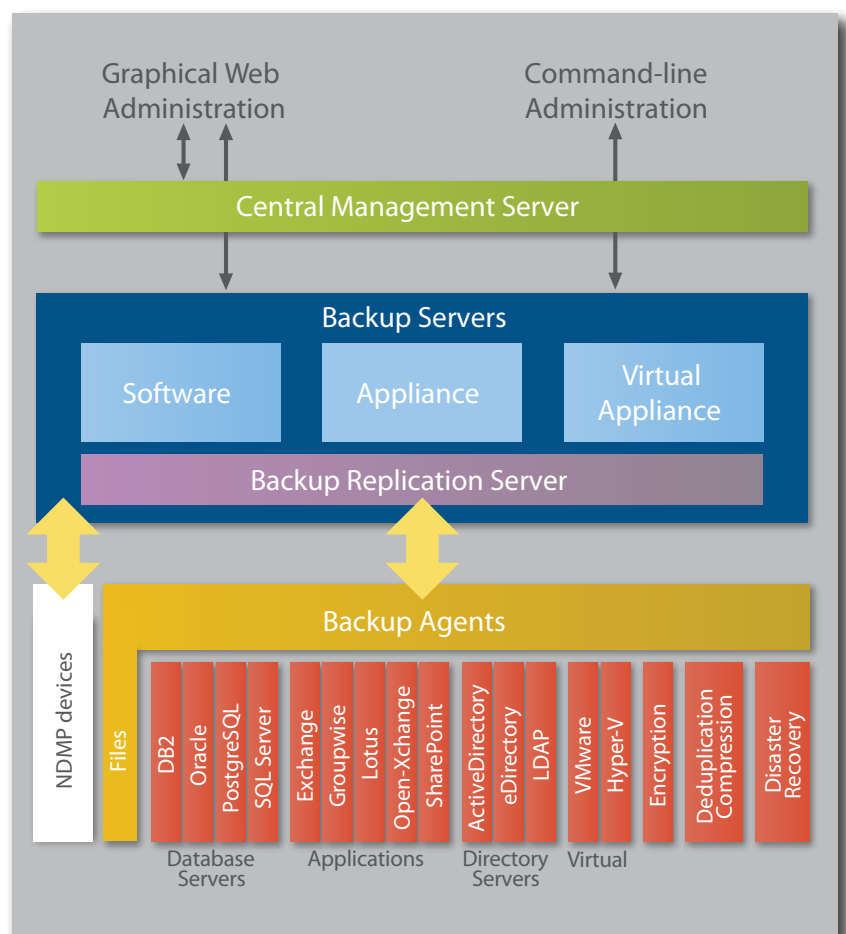 Graphical Web
Administration
Command-line
Administration
Central Management Server
Backup Servers
Software
Appliance
Virtual
Appliance
Backup Replication Server
Backup Agents
NDMP devices
Files
DB2
Oracle
PostgreSQL
SQL Server
Exchange
Groupwise
Lotus
Open-Xchange
SharePoint
ActiveDirectory
eDirectory
LDAP
VMware
Hyper-V
Encryption
Deduplication
Compression
Disaster
Recovery
Database
Servers
Applications
Directory
Servers
Virtual